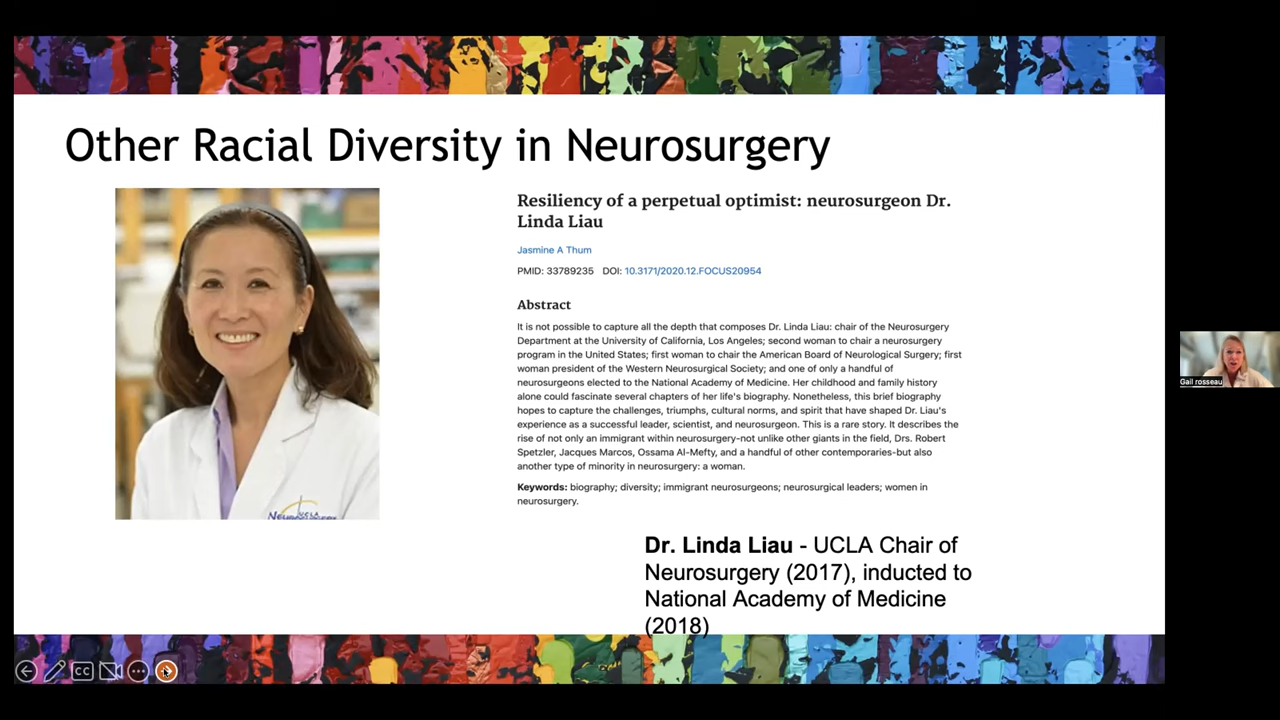 Other Racial Diversity in Neurosurgery
Resiliency of a perpetual optimist: neurosurgeon Dr.
Linda Liau
Jasmine A Thum
PMID: 33789235 DOI: 10.3171/2020.12.FOCUS20954
Abstract
It is not possible to capture all the depth that composes Dr. Linda Liau: chair of the Neurosurgery
Department at the University of California, Los Angeles; second woman to chair a neurosurgery
program in the United States; first woman to chair the American Board of Neurological Surgery; first
woman president of the Western Neurosurgical Society; and one of only a handful of
neurosurgeons elected to the National Academy of Medicine. Her childhood and family history
alone could fascinate several chapters of her life's biography. Nonetheless, this brief biography
hopes to capture the challenges, triumphs, cultural norms, and spirit that have shaped Dr. Liau's
experience as a successful leader, scientist, and neurosurgeon. This is a rare story. It describes the
rise of not only an immigrant within neurosurgery-not unlike other giants in the field, Drs. Robert
Spetzler, Jacques Marcos, Ossama Al-Mefty, and a handful of other contemporaries-but also
another type of minority in neurosurgery: a woman.
Keywords: biography; diversity; immigrant neurosurgeons; neurosurgical leaders; women in
neurosurgery.
UCLA
Neurosurgery
Dr. Linda Liau - UCLA Chair of
Neurosurgery (2017), inducted to
National Academy of Medicine
(2018)
Gail rosseau
CC